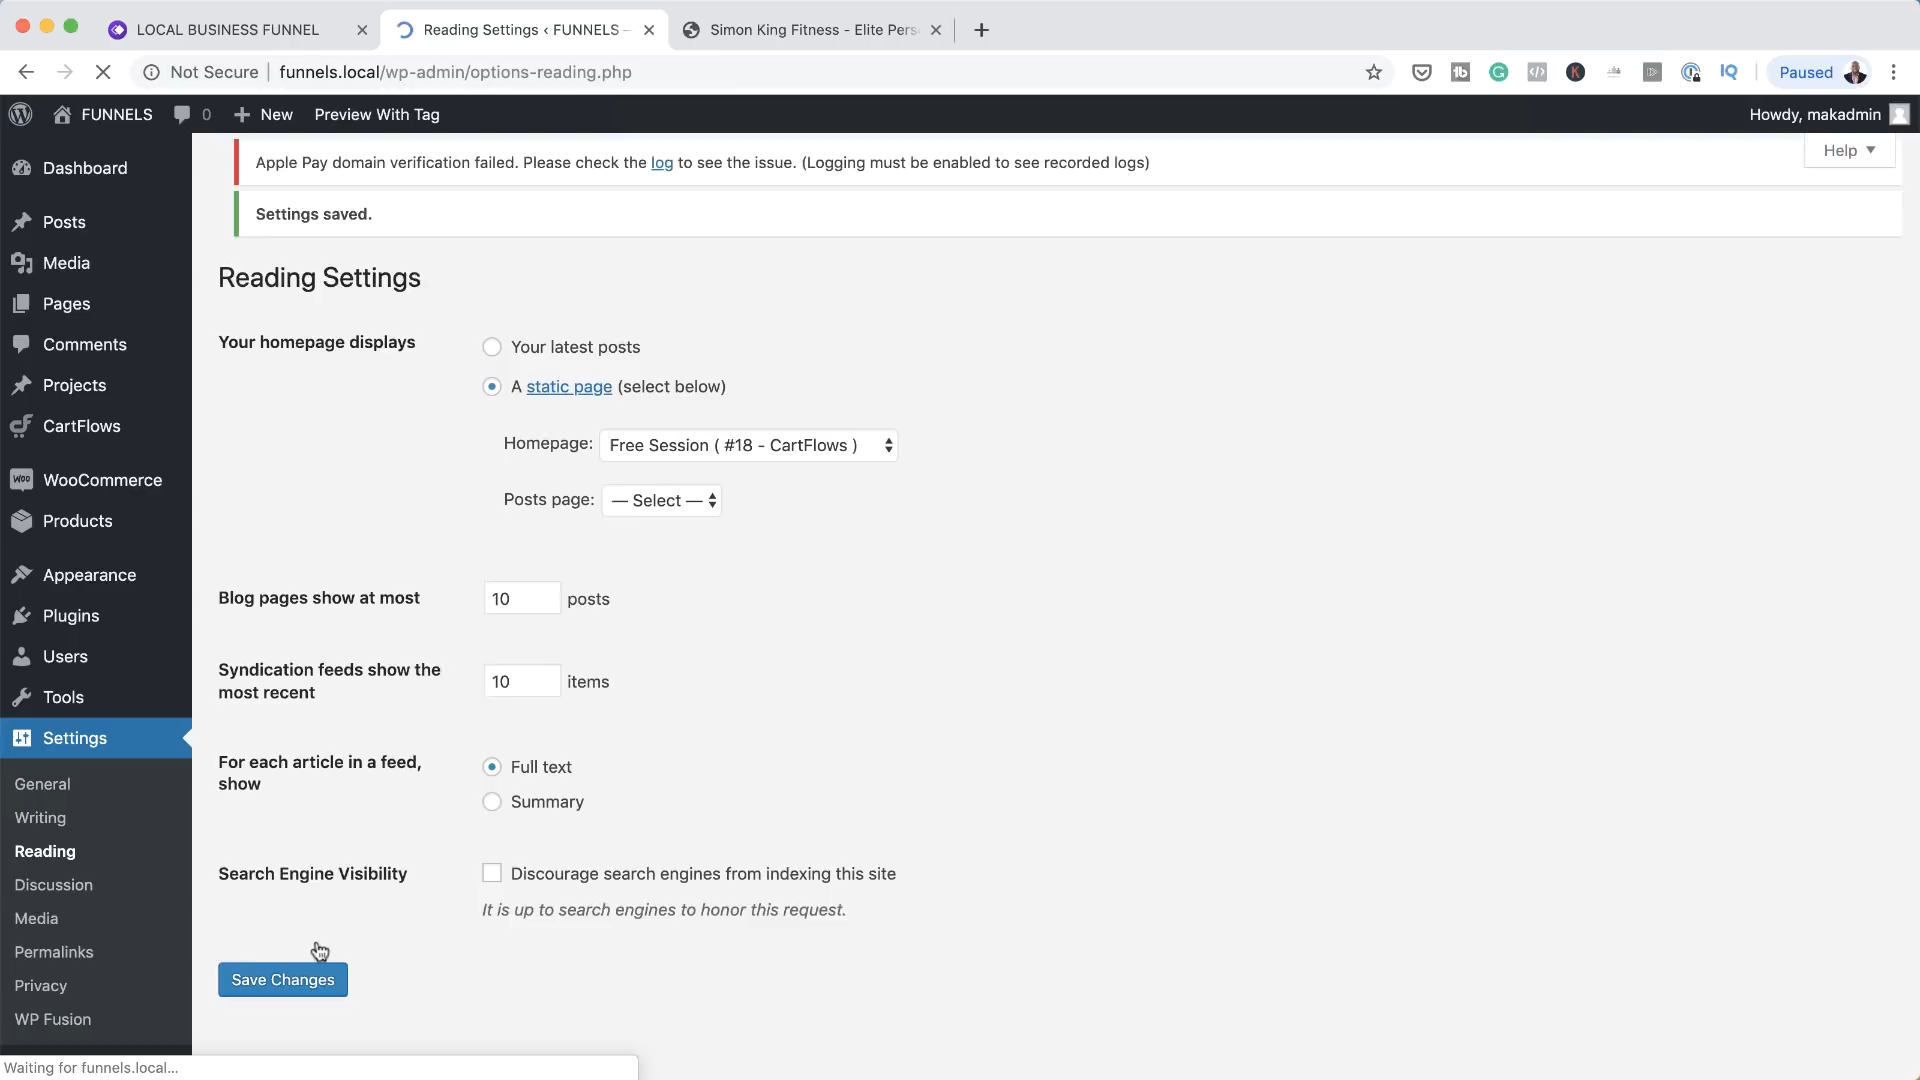 LOCAL BUSINESS FUNNEL
Reading Settings ‹ FUNNELS –
Simon King Fitness - Elite Pers
Not Secure | funnels.local/wp-admin/options-reading.php
Paused
FUNNELS
0
New
Preview With Tag
Howdy, makadmin
Dashboard
Posts
Media
Pages
Comments
Projects
CartFlows
WooCommerce
Products
Appearance
Plugins
Users
Tools
Settings
General
Writing
Reading
Discussion
Media
Permalinks
Privacy
WP Fusion
Apple Pay domain verification failed. Please check the log to see the issue. (Logging must be enabled to see recorded logs)
Help
Settings saved.
Reading Settings
Your homepage displays
Your latest posts
A static page (select below)
Homepage: Free Session ( #18 - CartFlows )
Posts page: — Select —
Blog pages show at most
10 posts
Syndication feeds show the
most recent
10 items
For each article in a feed,
show
Full text
Summary
Search Engine Visibility
Discourage search engines from indexing this site
It is up to search engines to honor this request.
Save Changes
Waiting for funnels.local...